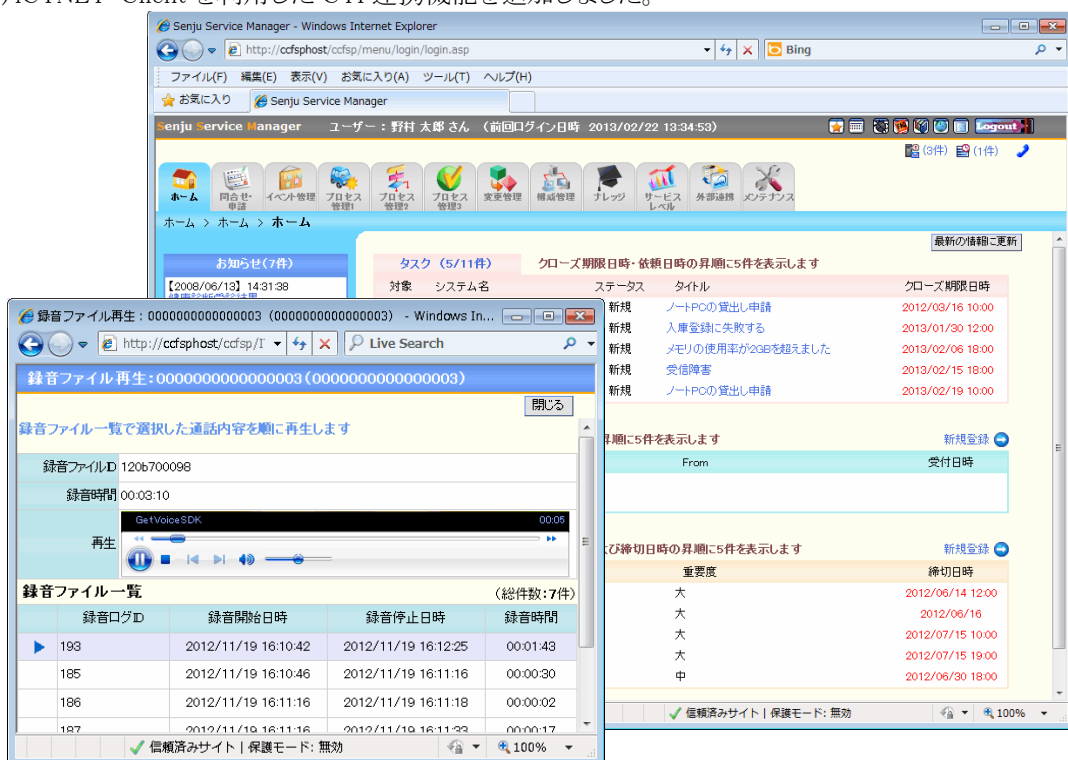 Senju Service Manager - Windows Internet Explorer
http://ccfsphost/ccfsp/menu/login/login.asp
Bing
ファイル(F) 編集(E) 表示(V) お気に入り(A) ツール(T) ヘルプ(H)
お気に入り Senju Service Manager
Senju Service Manager ユーザー：野村 太郎 さん （前回ログイン日時 2013/02/22 13:34:53） Logout
(3件) (1件)
ホーム 問合せ・申請 イベント管理 プロセス管理1 プロセス管理2 プロセス管理3 変更管理 構成管理 ナレッジ サービスレベル 外部連携 メンテナンス
ホーム > ホーム > ホーム
最新の情報に更新
お知らせ(7件) タスク (5/11件) クローズ期限日時・依頼日時の昇順に5件を表示します
【2008/06/13】 14:31:38
対象 システム名 ステータス タイトル クローズ期限日時
新規 ノートPCの貸出し申請 2012/03/16 10:00
新規 入庫登録に失敗する 2013/01/30 12:00
新規 メモリの使用率が2GBを超えました 2013/02/06 18:00
新規 受信障害 2013/02/15 18:00
新規 ノートPCの貸出し申請 2013/02/19 10:00
昇順に5件を表示します 新規登録
From 受付日時
び締切日時の昇順に5件を表示します 新規登録
重要度 締切日時
大 2012/06/14 12:00
大 2012/06/16
大 2012/07/15 10:00
大 2012/07/15 19:00
中 2012/06/30 18:00
信頼済みサイト | 保護モード: 無効 100%
録音ファイル再生：0000000000000003 (0000000000000003) - Windows In...
http://ccfsphost/ccfsp/I
Live Search
録音ファイル再生:0000000000000003(0000000000000003)
閉じる
録音ファイル一覧で選択した通話内容を順に再生します
録音ファイルID 120b700098
録音時間 00:03:10
再生
GetVoiceSDK 00:05
録音ファイル一覧 (総件数:7件)
録音ログID 録音開始日時 録音停止日時 録音時間
193 2012/11/19 16:10:42 2012/11/19 16:12:25 00:01:43
185 2012/11/19 16:10:46 2012/11/19 16:11:16 00:00:30
186 2012/11/19 16:11:16 2012/11/19 16:11:18 00:00:02
187 2012/11/19 16:11:16 2012/11/19 16:11:33 00:00:17
信頼済みサイト | 保護モード: 無効 100%